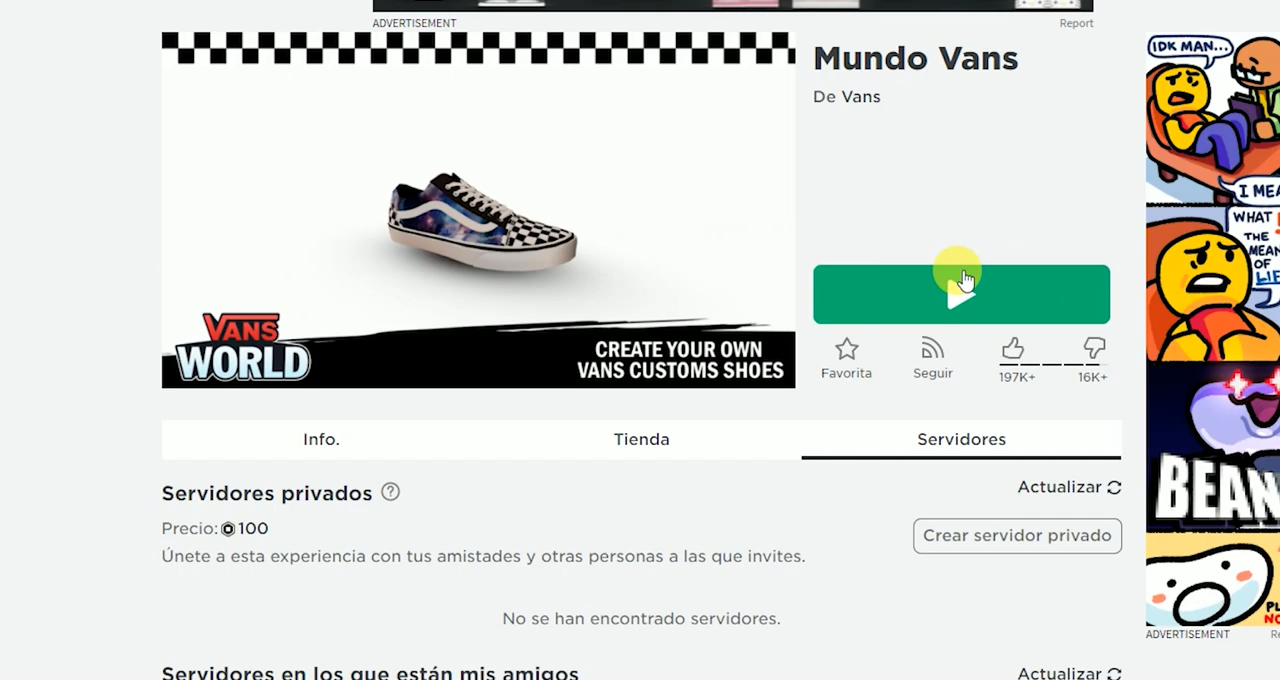 ADVERTISEMENT
Report
Mundo Vans
De Vans
VANS
WORLD
CREATE YOUR OWN
VANS CUSTOMS SHOES
Favorita
Seguir
197K+
16K+
Info.
Tienda
Servidores
Servidores privados
Actualizar
Precio: 100
Crear servidor privado
Únete a esta experiencia con tus amistades y otras personas a las que invites.
No se han encontrado servidores.
Servidores en los que están mis amigos
Actualizar
IDK MAN...
WHAT
THE
OF
ADVERTISEMENT